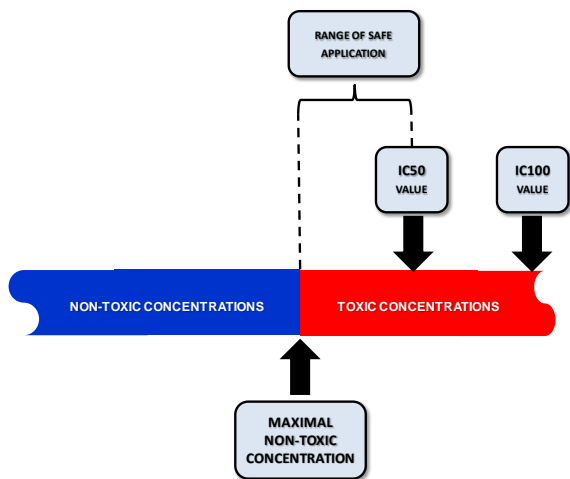 RANGE OF SAFE
APPLICATION
IC50
VALUE
IC100
VALUE
NON-TOXIC CONCENTRATIONS
TOXIC CONCENTRATIONS
MAXIMAL
NON-TOXIC
CONCENTRATION